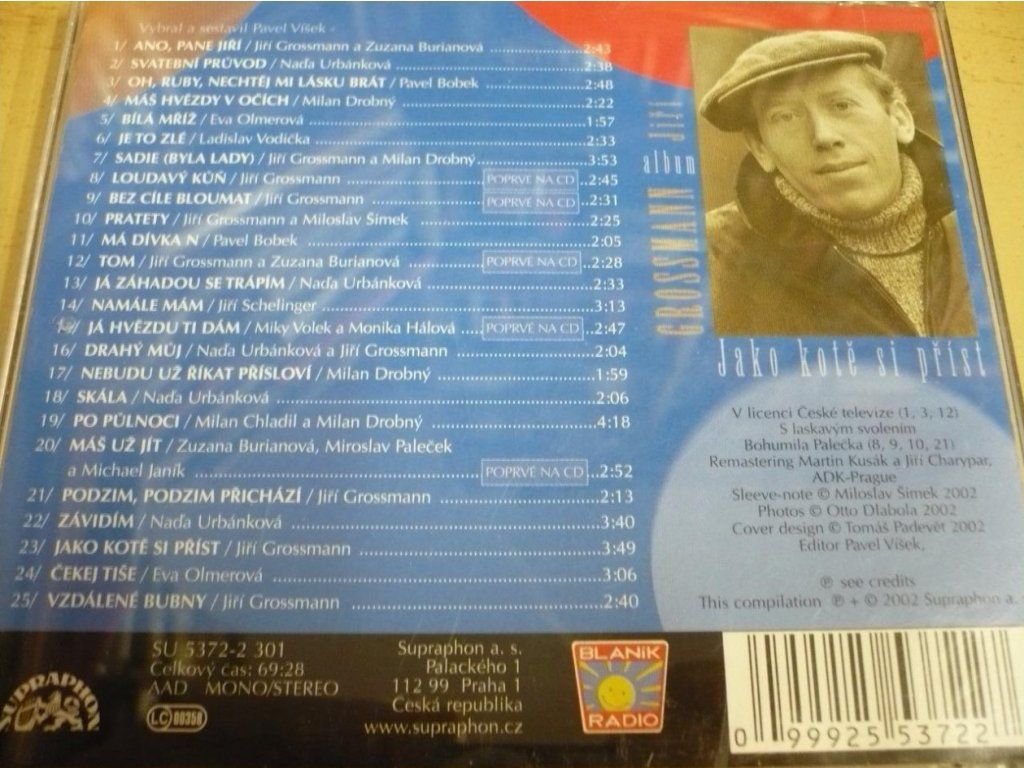 Vybral a sestavil Pavel Víšek -
1/ ANO, PANE JIŘÍ / Jiří Grossmann a Zuzana Burianová ........ 2:43
2/ SVATEBNÍ PRŮVOD / Naďa Urbánková ........ 2:38
3/ OH, RUBY, NECHTĚJ MI LÁSKU BRÁT / Pavel Bobek ........ 2:48
4/ MÁŠ HVĚZDY V OČÍCH / Milan Drobný ........ 2:22
5/ BÍLÁ MŘÍŽ / Eva Olmerová ........ 1:57
6/ JE TO ZLÉ / Ladislav Vodička ........ 2:33
7/ SADIE (BYLA LADY) / Jiří Grossmann a Milan Drobný ........ 3:53
8/ LOUDAVÝ KŮŇ / Jiří Grossmann ........ POPRVÉ NA CD ..2:45
9/ BEZ CÍLE BLOUMAT / Jiří Grossmann ........ POPRVÉ NA CD ..2:31
10/ PRATETY / Jiří Grossmann a Miloslav Šimek ........ 2:25
11/ MÁ DÍVKA N / Pavel Bobek ........ 2:05
12/ TOM / Jiří Grossmann a Zuzana Burianová ........ POPRVÉ NA CD ..2:28
13/ JÁ ZÁHADOU SE TRÁPÍM / Naďa Urbánková ........ 2:33
14/ NAMÁLE MÁM / Jiří Schelinger ........ 3:13
JÁ HVĚZDU TI DÁM / Miky Volek a Monika Hálová ..... POPRVÉ NA CD ..2:47
16/ DRAHÝ MŮJ / Naďa Urbánková a Jiří Grossmann ........ 2:04
17/ NEBUDU UŽ ŘÍKAT PŘÍSLOVÍ / Milan Drobný ........ 1:59
18/ SKÁLA / Naďa Urbánková ........ 2:06
19/ PO PŮLNOCI / Milan Chladil a Milan Drobný ........ 4:18
20/ MÁŠ UŽ JÍT / Zuzana Burianová, Miroslav Paleček
a Michael Janík ........ POPRVÉ NA CD ..2:52
21/ PODZIM, PODZIM PŘICHÁZÍ / Jiří Grossmann ........ 2:13
22/ ZÁVIDÍM / Naďa Urbánková ........ 3:40
23/ JAKO KOTĚ SI PŘÍST / Jiří Grossmann ........ 3:49
24/ ČEKEJ TIŠE / Eva Olmerová ........ 3:06
25/ VZDÁLENÉ BUBNY / Jiří Grossmann ........ 2:40
GROSSMANN album JIŘÍ
Jako kotě si příst
V licenci České televize (1, 3, 12)
S laskavým svolením
Bohumila Palečka (8, 9, 10, 21)
Remastering Martin Kusák a Jiří Charypar,
ADK-Prague
Sleeve-note © Miloslav Šimek 2002
Photos © Otto Dlabola 2002
Cover design © Tomáš Padevět 2002
Editor Pavel Víšek,
℗ see credits
This compilation ℗ + © 2002 Supraphon a.
SUPRAPHON
SU 5372-2 301
Celkový čas: 69:28
AAD MONO/STEREO
LC 00358
Supraphon a. s.
Palackého 1
112 99 Praha 1
Česká republika
www.supraphon.cz
BLANÍK
RADIO
0 99925 53722